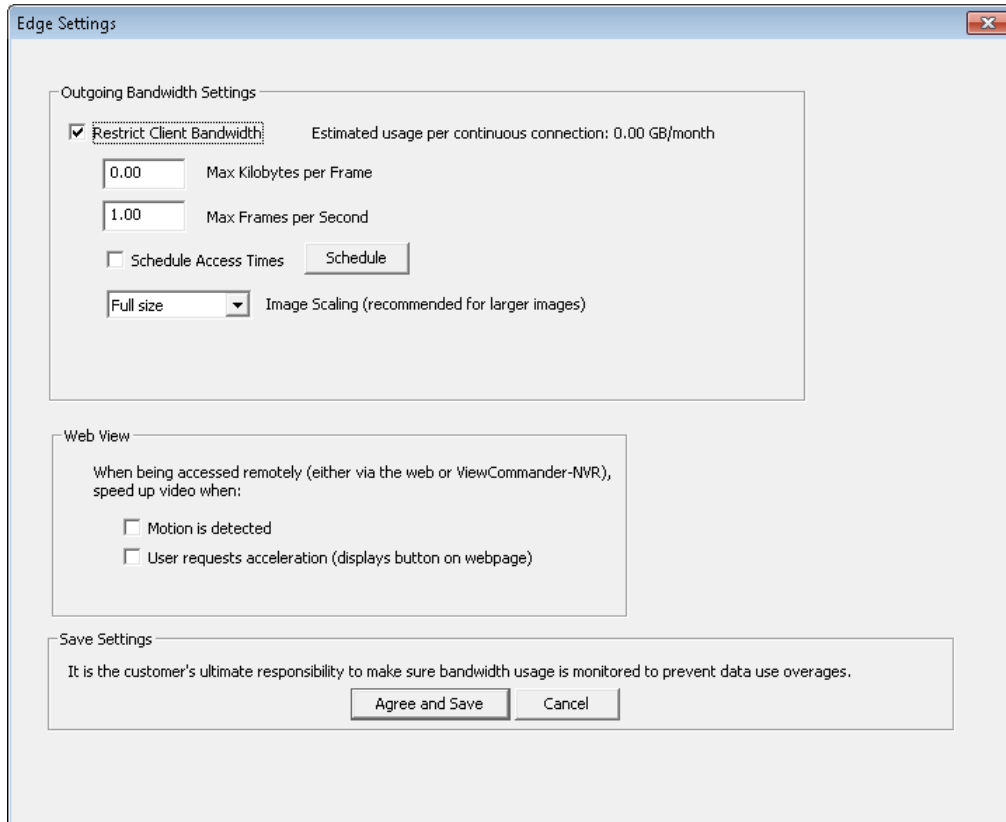 Edge Settings
Outgoing Bandwidth Settings
Restrict Client Bandwidth Estimated usage per continuous connection: 0.00 GB/month
0.00 Max Kilobytes per Frame
1.00 Max Frames per Second
Schedule Access Times Schedule
Full size Image Scaling (recommended for larger images)
Web View
When being accessed remotely (either via the web or ViewCommander-NVR),
speed up video when:
Motion is detected
User requests acceleration (displays button on webpage)
Save Settings
It is the customer's ultimate responsibility to make sure bandwidth usage is monitored to prevent data use overages.
Agree and Save Cancel